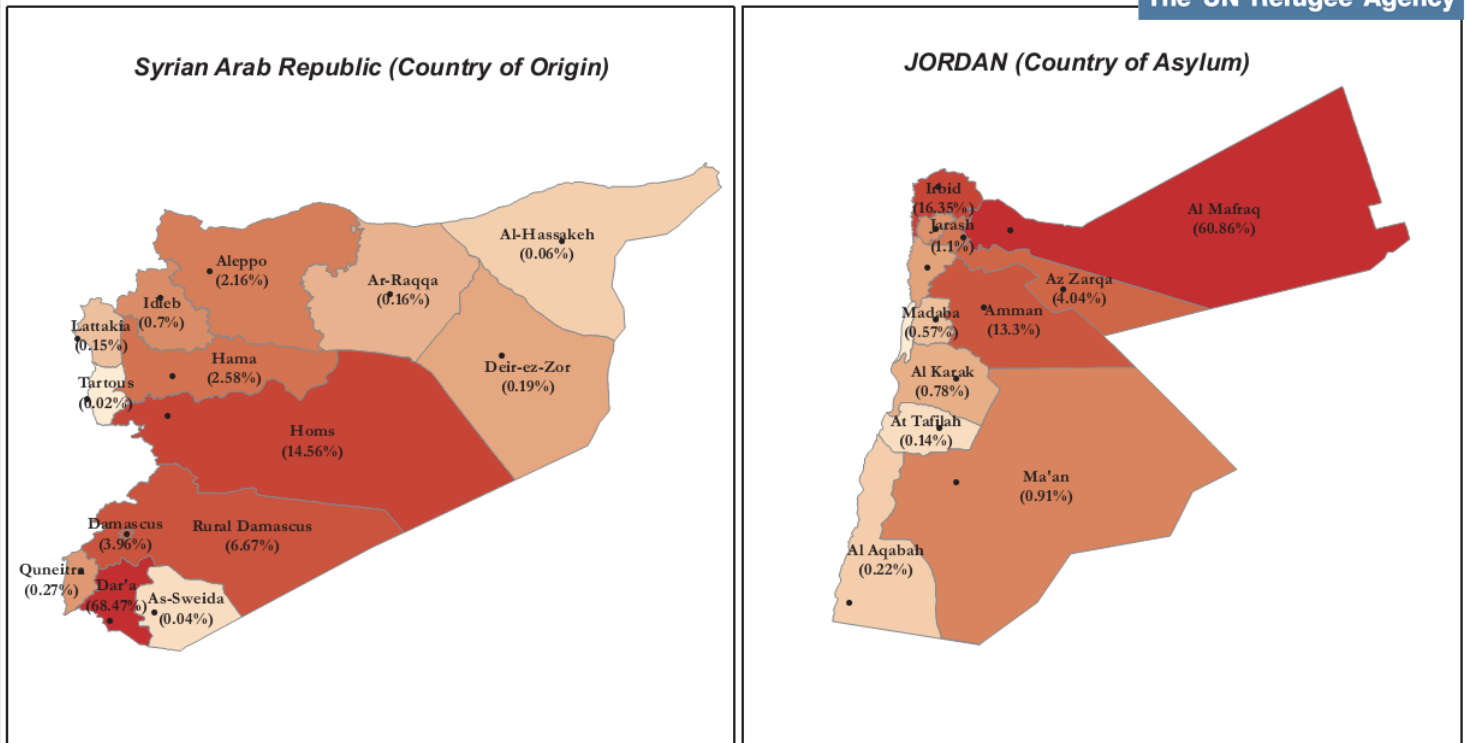 The UN Refugee Agency
Syrian Arab Republic (Country of Origin)
Al-Hassakeh
(0.06%)
Aleppo
(2.16%)
Ar-Raqqa
(0.16%)
Idleb
(0.7%)
Lattakia
(0.15%)
Hama
(2.58%)
Deir-ez-Zor
(0.19%)
Tartous
(0.02%)
Homs
(14.56%)
Damascus
(3.96%)
Rural Damascus
(6.67%)
Quneitra
(0.27%)
Dar'a
(68.47%)
As-Sweida
(0.04%)
JORDAN (Country of Asylum)
Irbid
(16.35%)
Al Mafraq
(60.86%)
Jarash
(1.1%)
Az Zarqa
(4.04%)
Madaba
(0.57%)
Amman
(13.3%)
Al Karak
(0.78%)
At Tafilah
(0.14%)
Ma'an
(0.91%)
Al Aqabah
(0.22%)